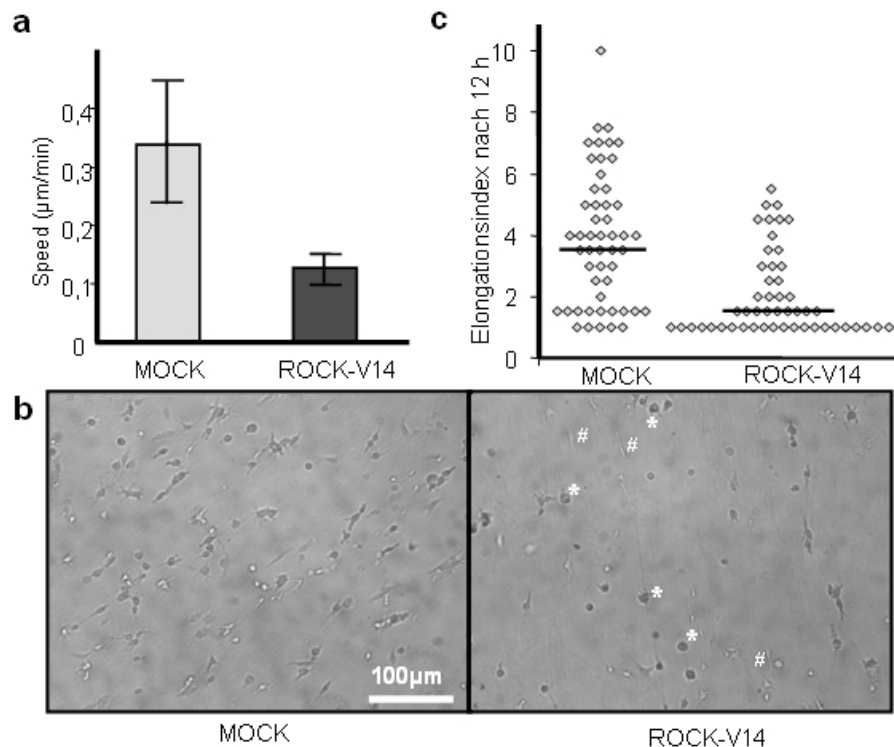 a
Speed (µm/min)
0,4
0,3
0,2
0,1
0
MOCK ROCK-V14
c
Elongationsindex nach 12 h
10
8
6
4
2
0
MOCK ROCK-V14
b
*
#
#
*
*
*
#
100µm
MOCK ROCK-V14